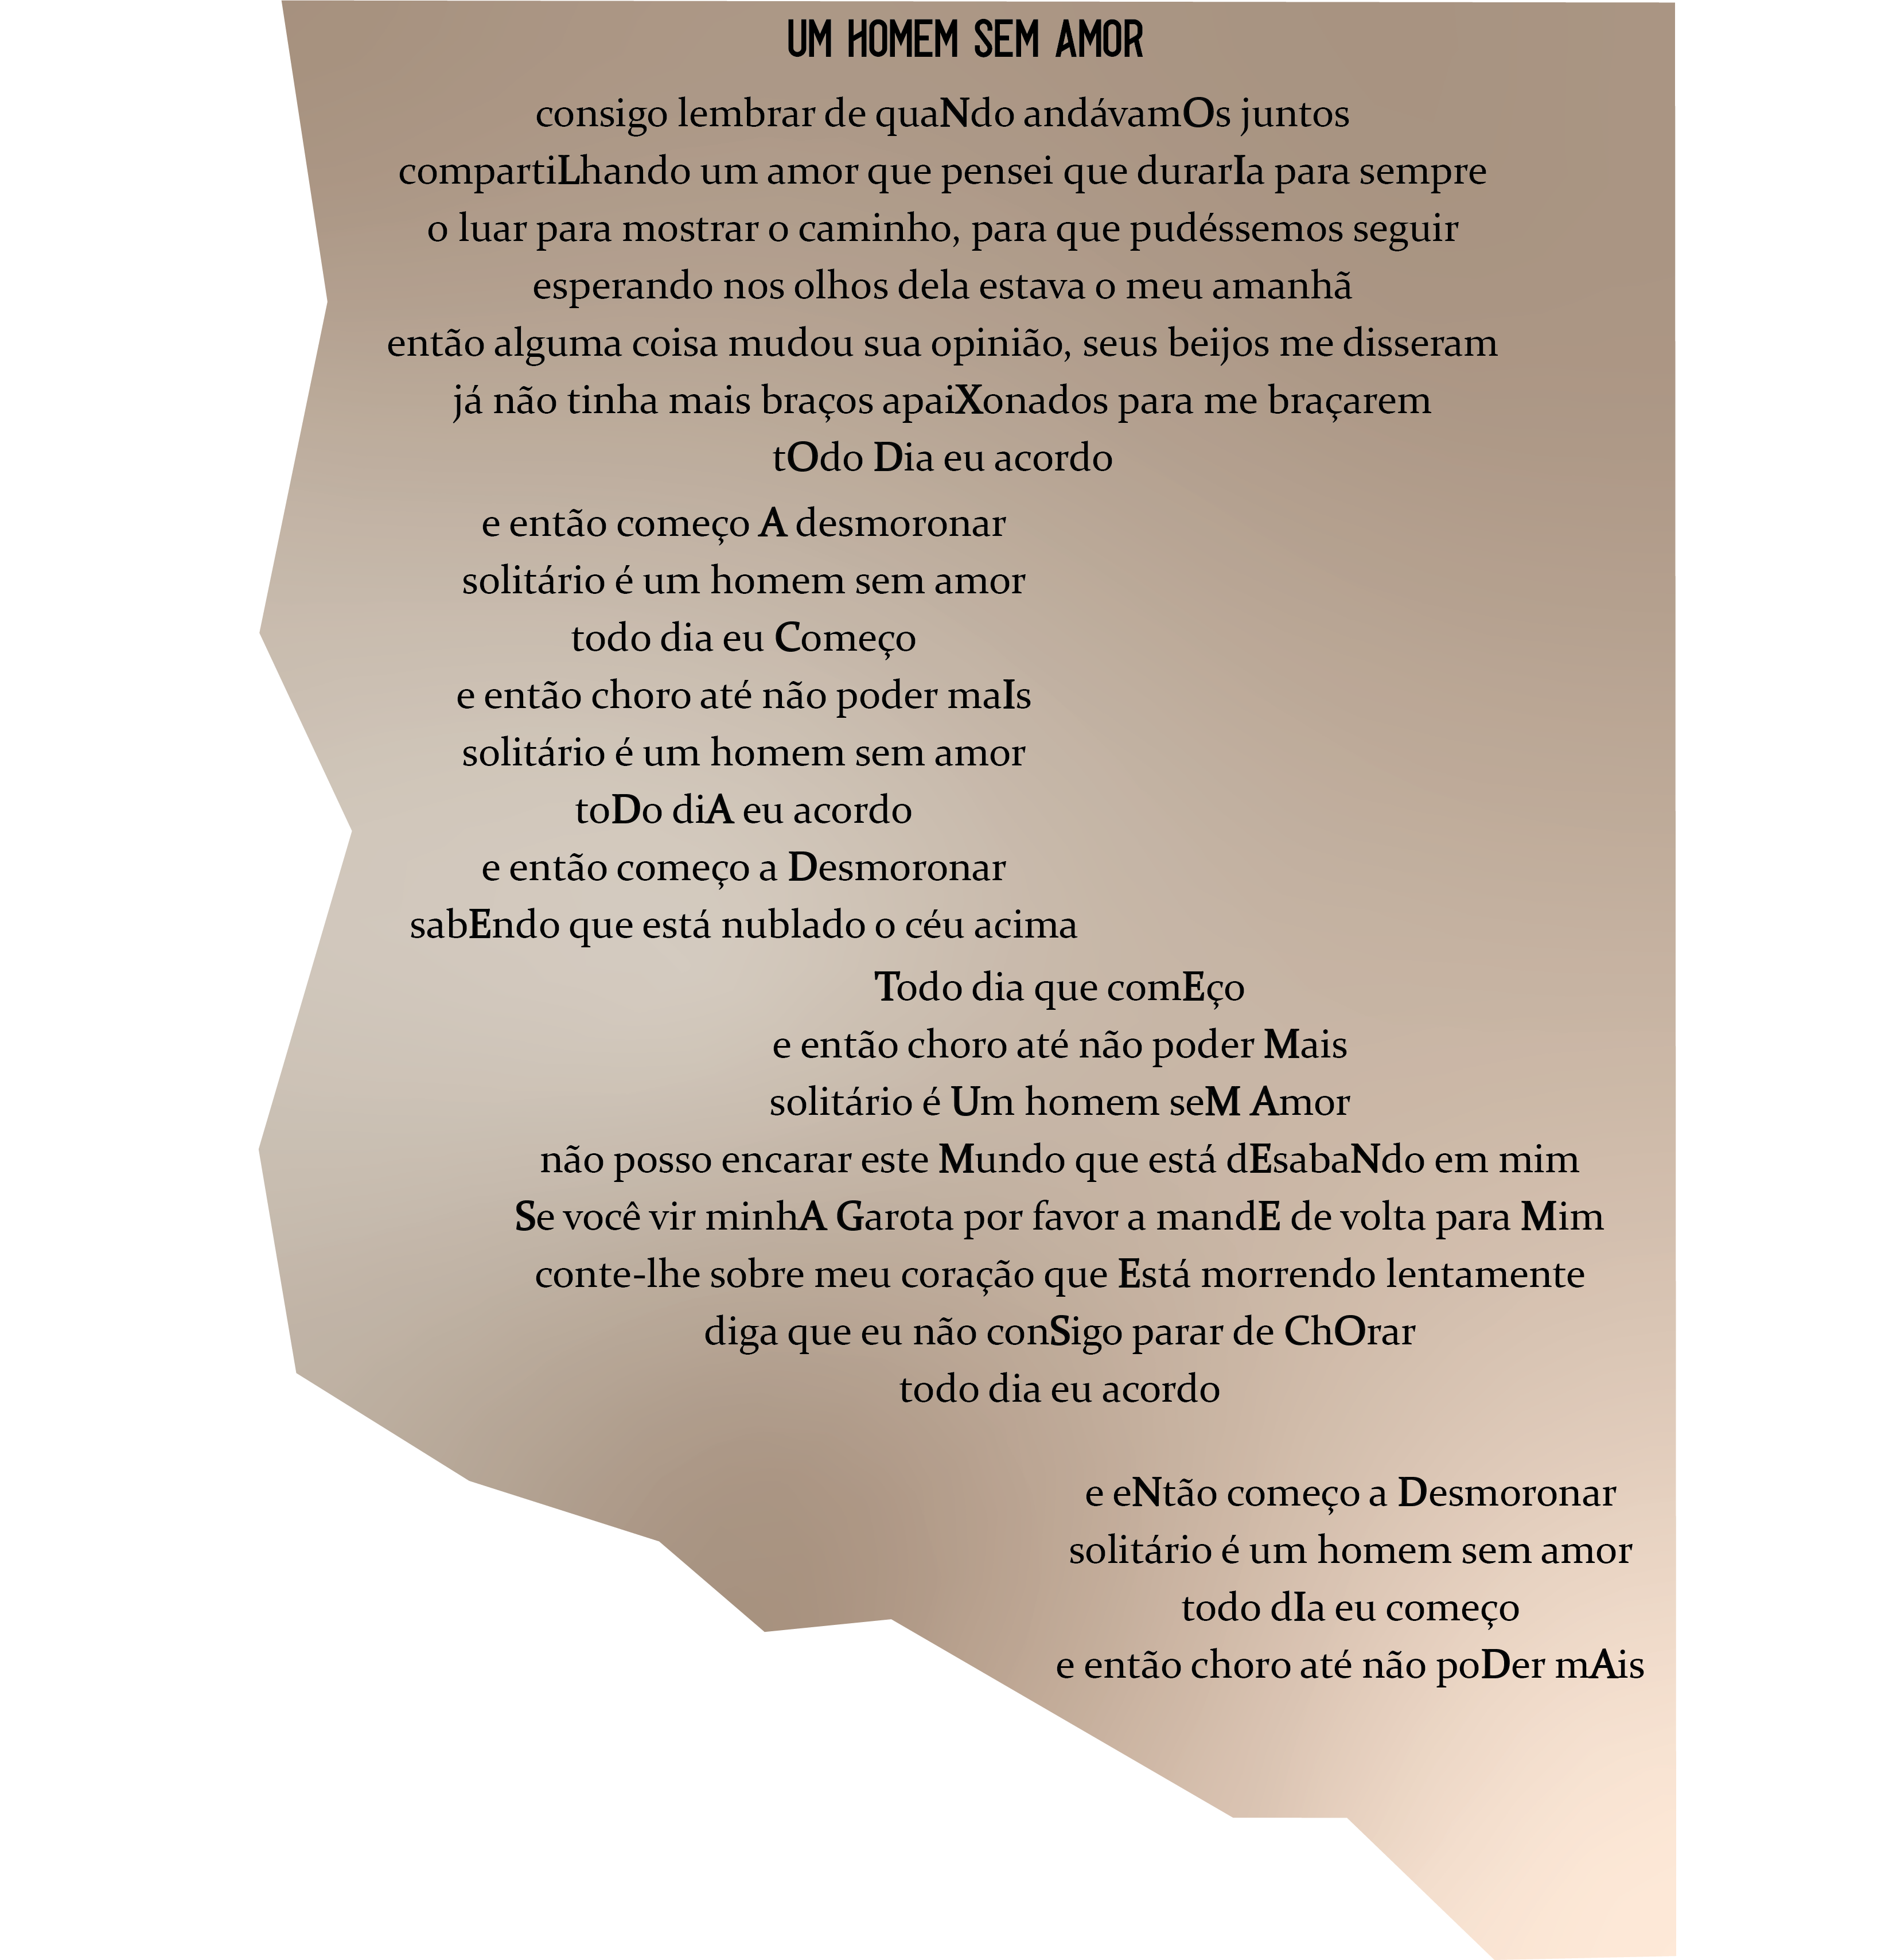 UM HOMEM SEM AMOR
consigo lembrar de quaNdo andávamOs juntos
compartiLhando um amor que pensei que durarIa para sempre
o luar para mostrar o caminho, para que pudéssemos seguir
esperando nos olhos dela estava o meu amanhã
então alguma coisa mudou sua opinião, seus beijos me disseram
já não tinha mais braços apaiXonados para me braçarem
tOdo Dia eu acordo
e então começo A desmoronar
solitário é um homem sem amor
todo dia eu Começo
e então choro até não poder maIs
solitário é um homem sem amor
toDo diA eu acordo
e então começo a Desmoronar
sabEndo que está nublado o céu acima
Todo dia que comEço
e então choro até não poder Mais
solitário é Um homem seM Amor
não posso encarar este Mundo que está dEsabaNdo em mim
Se você vir minhA Garota por favor a mandE de volta para Mim
conte-lhe sobre meu coração que Está morrendo lentamente
diga que eu não conSigo parar de ChOrar
todo dia eu acordo
e eNtão começo a Desmoronar
solitário é um homem sem amor
todo dIa eu começo
e então choro até não poDer mAis